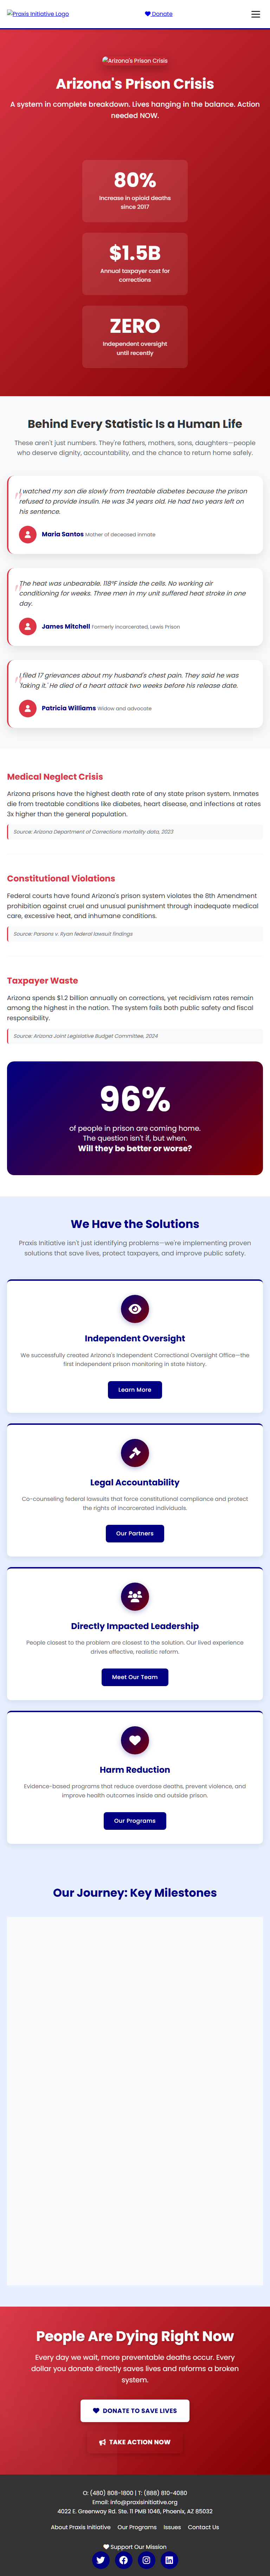 Praxis Initiative Logo
Donate
Arizona's Prison Crisis
Arizona's Prison Crisis
A system in complete breakdown. Lives hanging in the balance. Action
needed NOW.
80%
Increase in opioid deaths
since 2017
$1.5B
Annual taxpayer cost for
corrections
ZERO
Independent oversight
until recently
Behind Every Statistic Is a Human Life
These aren't just numbers. They're fathers, mothers, sons, daughters—people
who deserve dignity, accountability, and the chance to return home safely.
"
I watched my son die slowly from treatable diabetes because the prison
refused to provide insulin. He was 34 years old. He had two years left on
his sentence.
Maria Santos Mother of deceased inmate
"
The heat was unbearable. 118°F inside the cells. No working air
conditioning for weeks. Three men in my unit suffered heat stroke in one
day.
James Mitchell Formerly incarcerated, Lewis Prison
"
I filed 17 grievances about my husband's chest pain. They said he was
'faking it.' He died of a heart attack two weeks before his release date.
Patricia Williams Widow and advocate
Medical Neglect Crisis
Arizona prisons have the highest death rate of any state prison system. Inmates
die from treatable conditions like diabetes, heart disease, and infections at rates
3x higher than the general population.
Source: Arizona Department of Corrections mortality data, 2023
Constitutional Violations
Federal courts have found Arizona's prison system violates the 8th Amendment
prohibition against cruel and unusual punishment through inadequate medical
care, excessive heat, and inhumane conditions.
Source: Parsons v. Ryan federal lawsuit findings
Taxpayer Waste
Arizona spends $1.2 billion annually on corrections, yet recidivism rates remain
among the highest in the nation. The system fails both public safety and fiscal
responsibility.
Source: Arizona Joint Legislative Budget Committee, 2024
96%
of people in prison are coming home.
The question isn't if, but when.
Will they be better or worse?
We Have the Solutions
Praxis Initiative isn't just identifying problems—we're implementing proven
solutions that save lives, protect taxpayers, and improve public safety.
Independent Oversight
We successfully created Arizona's Independent Correctional Oversight Office—the
first independent prison monitoring in state history.
Learn More
Legal Accountability
Co-counseling federal lawsuits that force constitutional compliance and protect
the rights of incarcerated individuals.
Our Partners
Directly Impacted Leadership
People closest to the problem are closest to the solution. Our lived experience
drives effective, realistic reform.
Meet Our Team
Harm Reduction
Evidence-based programs that reduce overdose deaths, prevent violence, and
improve health outcomes inside and outside prison.
Our Programs
Our Journey: Key Milestones
People Are Dying Right Now
Every day we wait, more preventable deaths occur. Every
dollar you donate directly saves lives and reforms a broken
system.
DONATE TO SAVE LIVES
TAKE ACTION NOW
O: (480) 808-1800 | T: (888) 810-4080
Email: info@praxisinitiative.org
4022 E. Greenway Rd. Ste. 11 PMB 1046, Phoenix, AZ 85032
About Praxis Initiative Our Programs Issues Contact Us
Support Our Mission